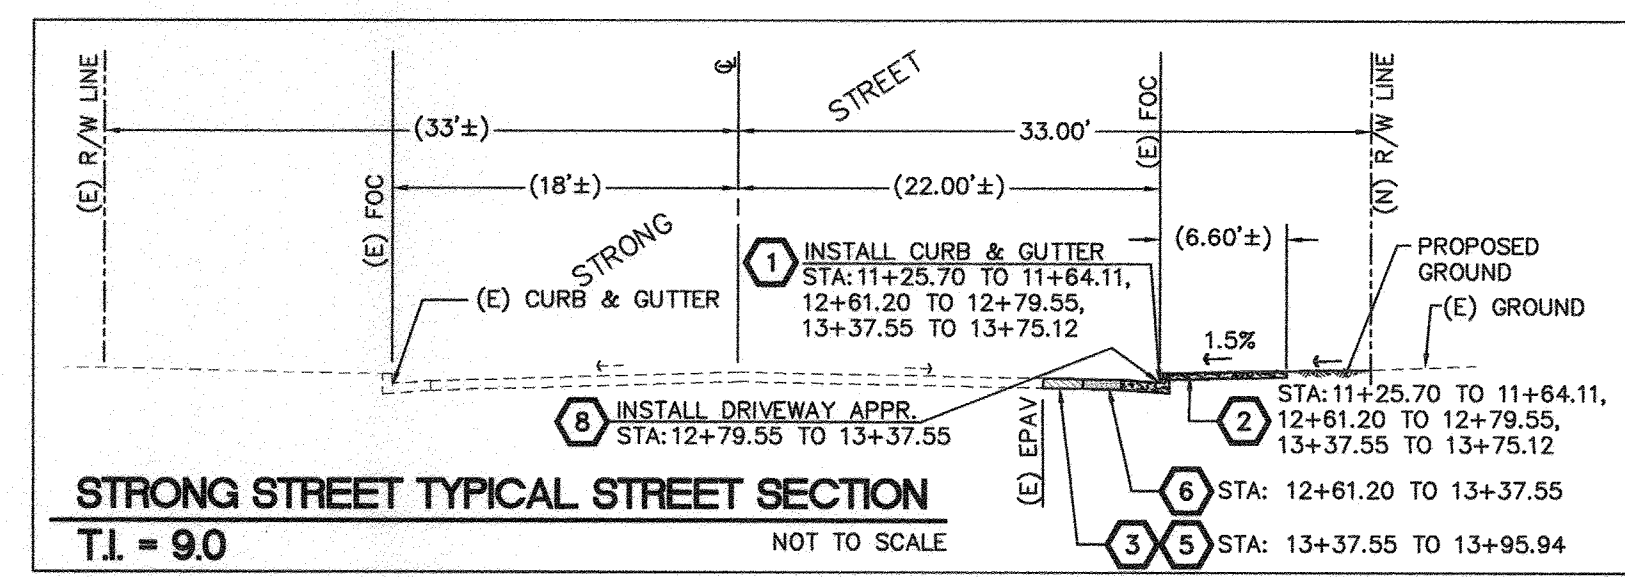 (E) R/W LINE
(33'±)
(E) FOC
(18'±)
℄
STRONG
STREET
33.00'
(22.00'±)
(E) FOC
(6.60'±)
(N) R/W LINE
1 INSTALL CURB & GUTTER
STA: 11+25.70 TO 11+64.11,
12+61.20 TO 12+79.55,
13+37.55 TO 13+75.12
PROPOSED
GROUND
(E) GROUND
(E) CURB & GUTTER
1.5%
8 INSTALL DRIVEWAY APPR.
STA: 12+79.55 TO 13+37.55
(E) EPAV
2 STA: 11+25.70 TO 11+64.11,
12+61.20 TO 12+79.55,
13+37.55 TO 13+75.12
6 STA: 12+61.20 TO 13+37.55
3 5 STA: 13+37.55 TO 13+95.94
STRONG STREET TYPICAL STREET SECTION
T.I. = 9.0
NOT TO SCALE